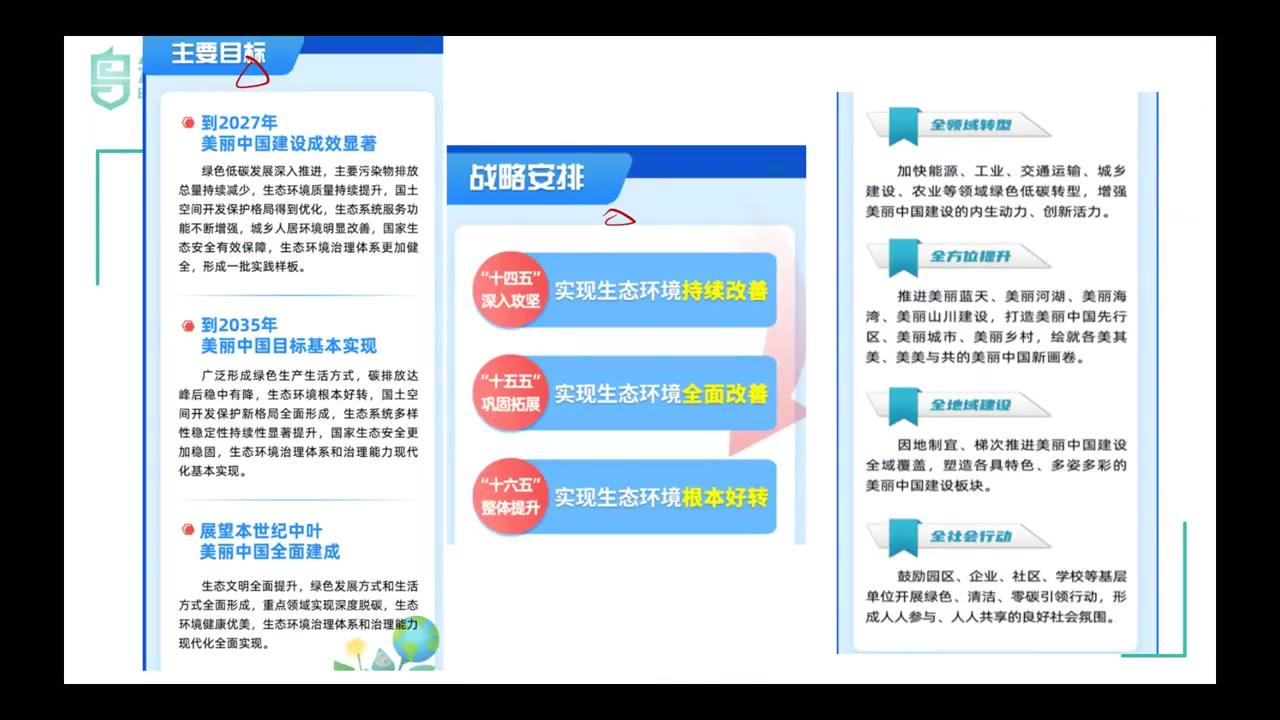 主要目标
到2027年
美丽中国建设成效显著
绿色低碳发展深入推进，主要污染物排放
总量持续减少，生态环境质量持续提升，国土
空间开发保护格局得到优化，生态系统服务功
能不断增强，城乡人居环境明显改善，国家生
态安全有效保障，生态环境治理体系更加健
全，形成一批实践样板。
到2035年
美丽中国目标基本实现
广泛形成绿色生产生活方式，碳排放达
峰后稳中有降，生态环境根本好转，国土空
间开发保护新格局全面形成，生态系统多样
性稳定性持续性显著提升，国家生态安全更
加稳固，生态环境治理体系和治理能力现代
化基本实现。
展望本世纪中叶
美丽中国全面建成
生态文明全面提升，绿色发展方式和生活
方式全面形成，重点领域实现深度脱碳，生态
环境健康优美，生态环境治理体系和治理能力
现代化全面实现。
战略安排
“十四五”
深入攻坚
实现生态环境持续改善
“十五五”
巩固拓展
实现生态环境全面改善
“十六五”
整体提升
实现生态环境根本好转
全领域转型
加快能源、工业、交通运输、城乡
建设、农业等领域绿色低碳转型，增强
美丽中国建设的内生动力、创新活力。
全方位提升
推进美丽蓝天、美丽河湖、美丽海
湾、美丽山川建设，打造美丽中国先行
区、美丽城市、美丽乡村，绘就各美其
美、美美与共的美丽中国新画卷。
全地域建设
因地制宜、梯次推进美丽中国建设
全域覆盖，塑造各具特色、多姿多彩的
美丽中国建设板块。
全社会行动
鼓励园区、企业、社区、学校等基层
单位开展绿色、清洁、零碳引领行动，形
成人人参与、人人共享的良好社会氛围。